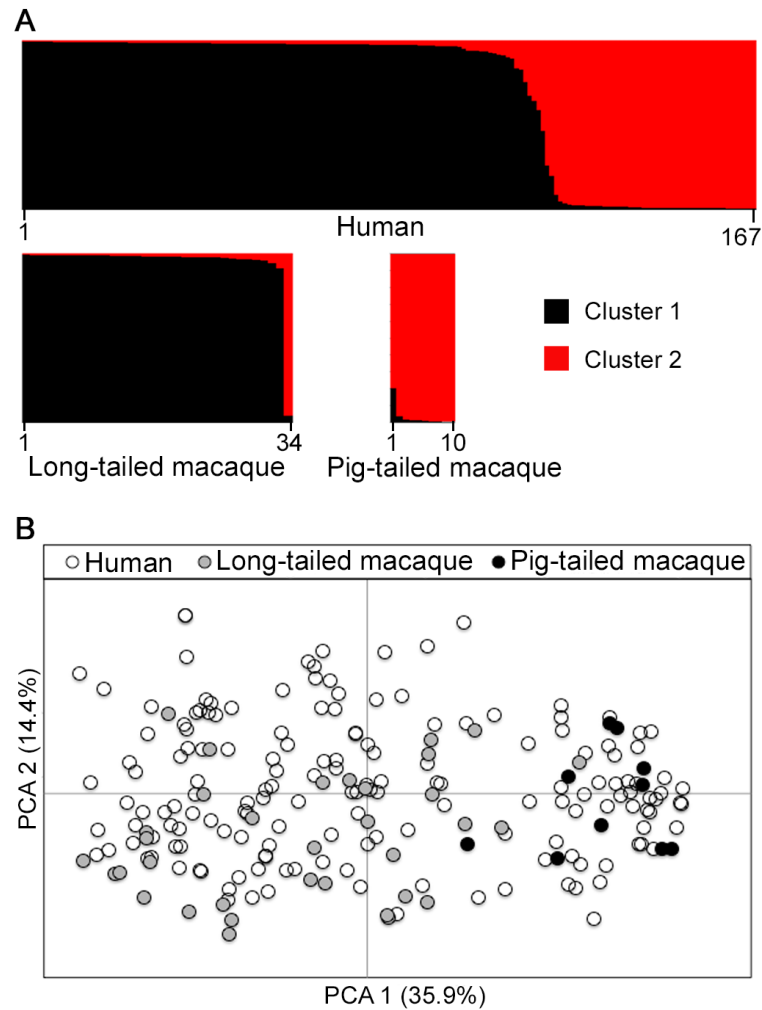 A
1 Human 167
Cluster 1
Cluster 2
1 34 1 10
Long-tailed macaque Pig-tailed macaque
B
Human Long-tailed macaque Pig-tailed macaque
PCA 2 (14.4%)
PCA 1 (35.9%)